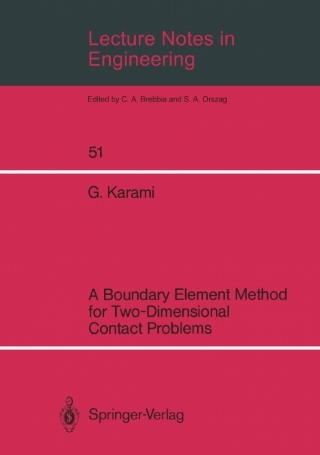 Lecture Notes in
Engineering
Edited by C. A. Brebbia and S. A. Orszag
51
G. Karami
A Boundary Element Method
for Two-Dimensional
Contact Problems
Springer-Verlag